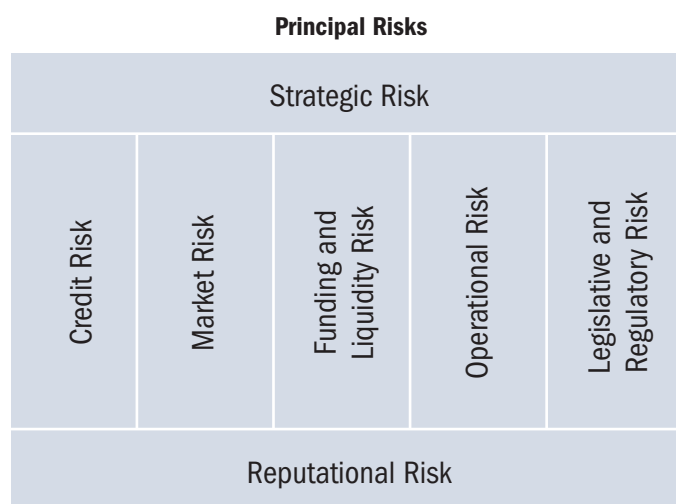 Principal Risks
Strategic Risk
Credit Risk
Market Risk
Funding and
Liquidity Risk
Operational Risk
Legislative and
Regulatory Risk
Reputational Risk